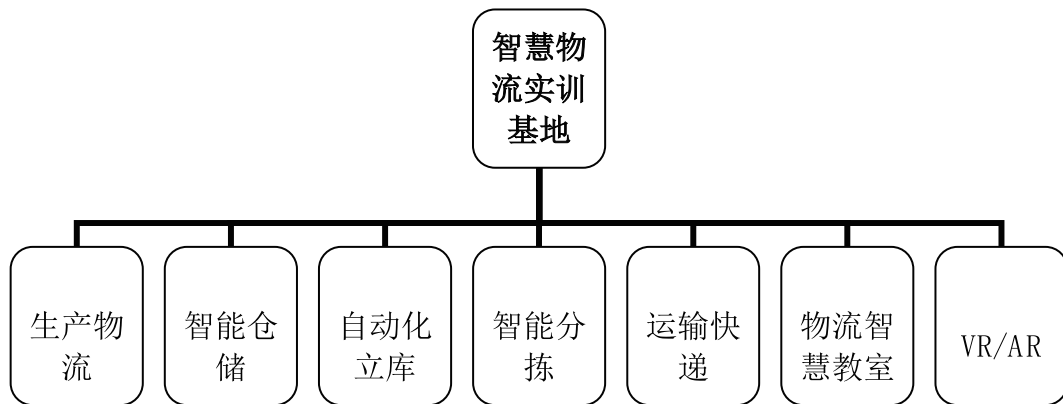 智慧物
流实训
基地
生产物
流
智能仓
储
自动化
立库
智能分
拣
运输快
递
物流智
慧教室
VR/AR